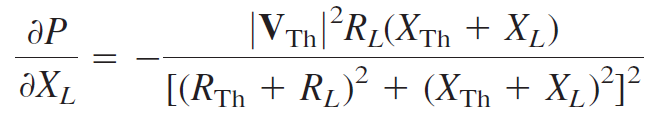 ∂P/∂X_L = − |V_Th|² R_L (X_Th + X_L) / [(R_Th + R_L)² + (X_Th + X_L)²]²